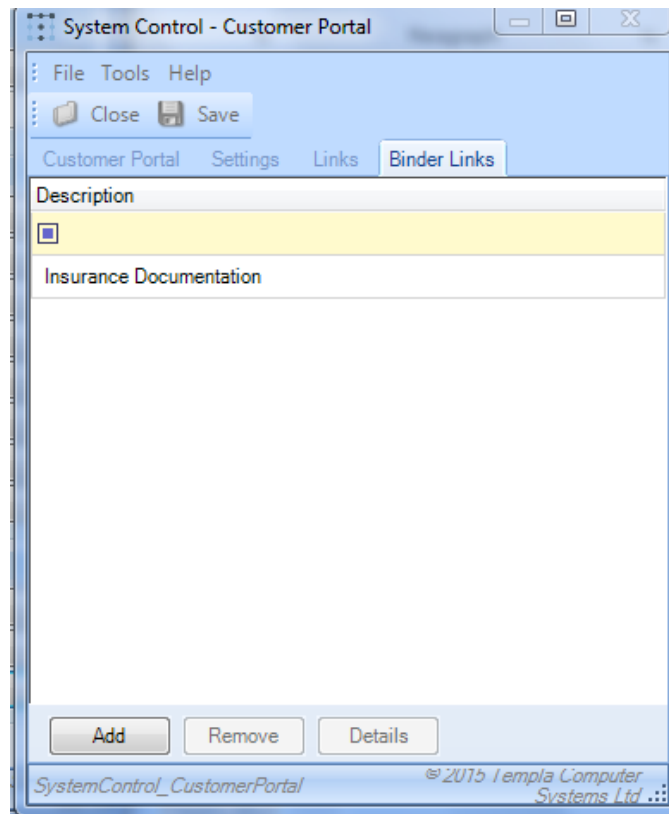 System Control - Customer Portal
File Tools Help
Close Save
Customer Portal Settings Links Binder Links
Description
Insurance Documentation
Add Remove Details
SystemControl_CustomerPortal
©2015 Templa Computer
Systems Ltd